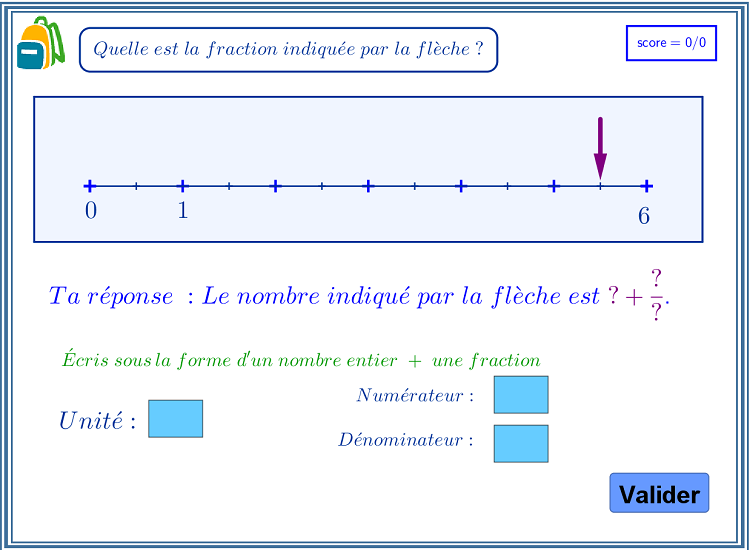 Quelle est la fraction indiquée par la flèche ?
score = 0/0
0 1 6
Ta réponse : Le nombre indiqué par la flèche est ? + ?/?.
Écris sous la forme d'un nombre entier + une fraction
Unité :
Numérateur :
Dénominateur :
Valider